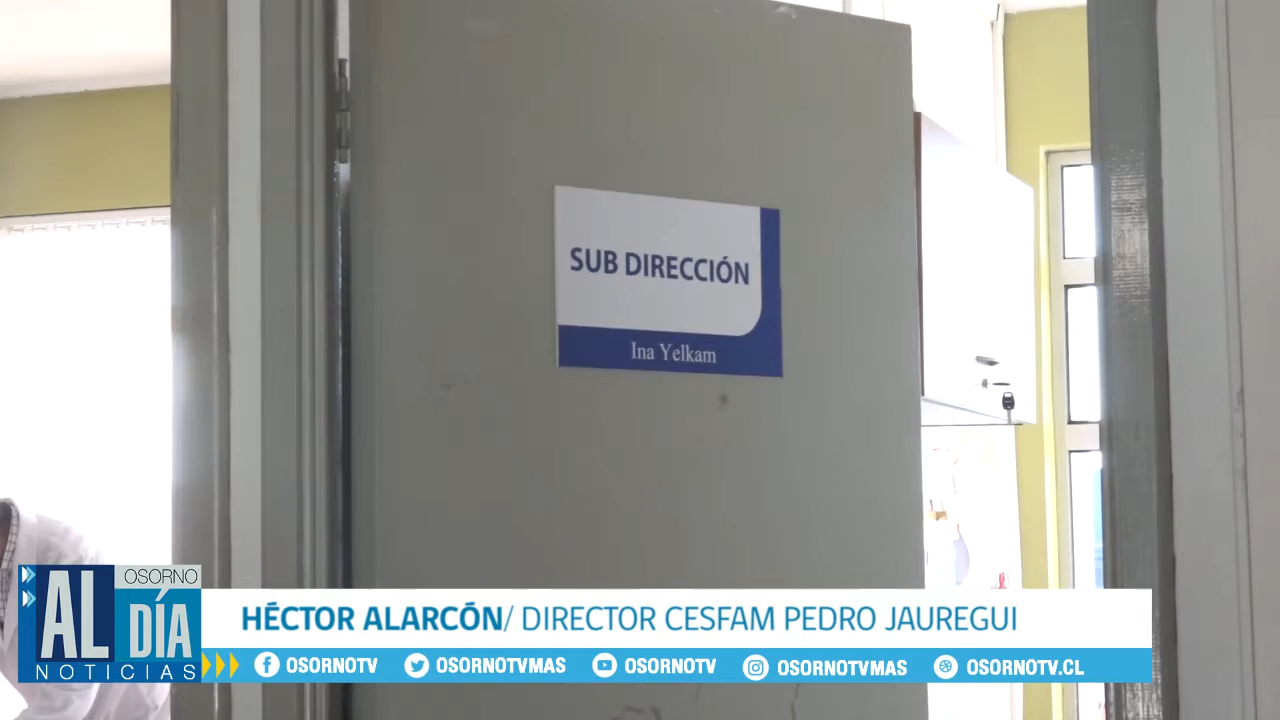 SUB DIRECCIÓN
Ina Yelkam
AL DÍA
OSORNO
NOTICIAS
HÉCTOR ALARCÓN/ DIRECTOR CESFAM PEDRO JAUREGUI
OSORNOTV OSORNOTVMAS OSORNOTV OSORNOTVMAS OSORNOTV.CL